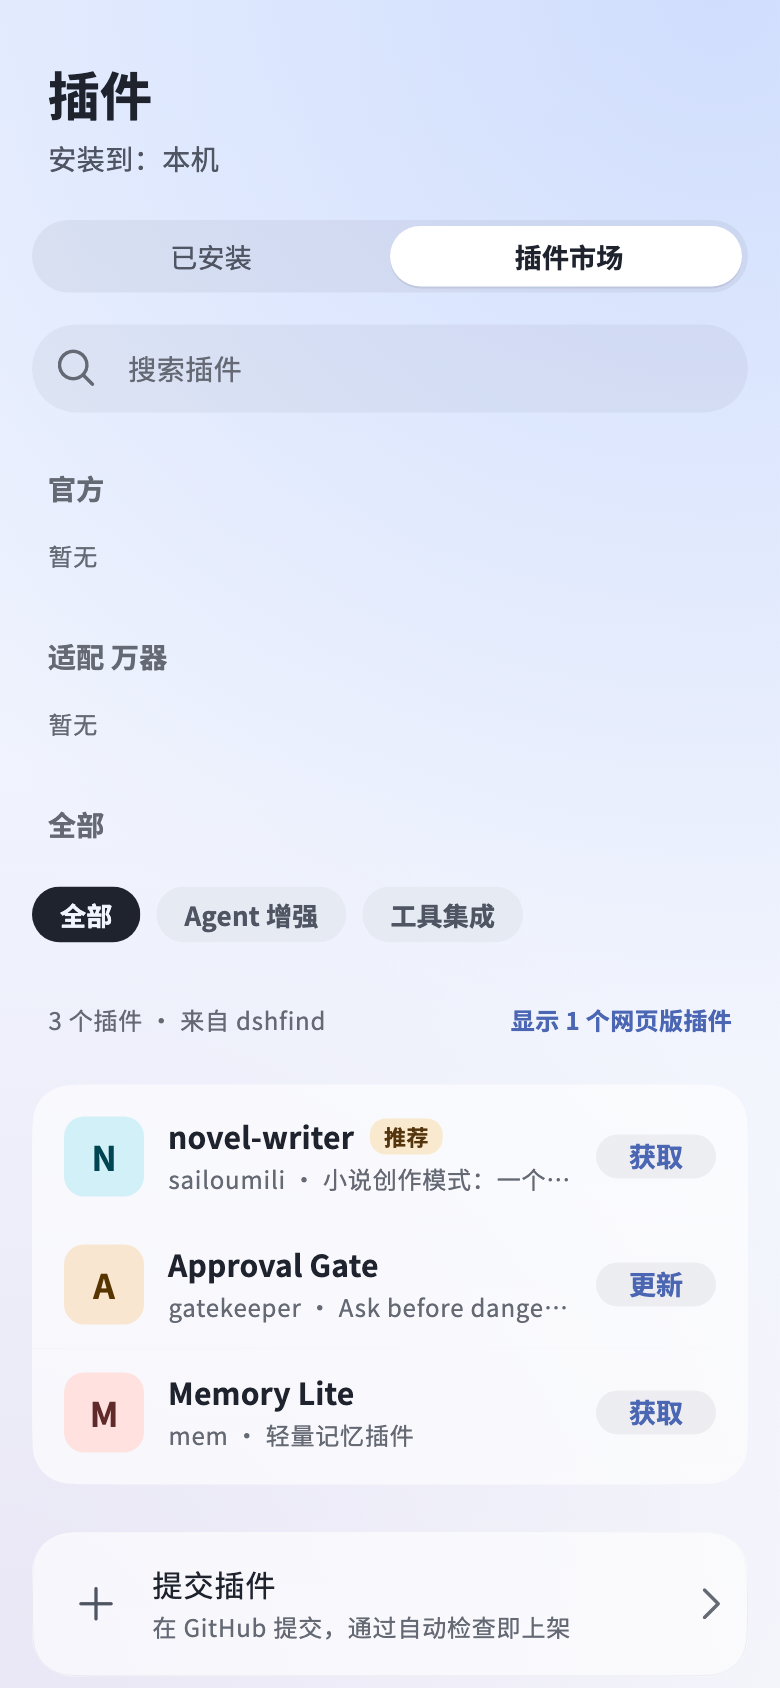 插件
安装到：本机
已安装
插件市场
搜索插件
官方
暂无
适配 万器
暂无
全部
全部
Agent 增强
工具集成
3 个插件 · 来自 dshfind
显示 1 个网页版插件
N
novel-writer
推荐
sailoumili · 小说创作模式：一个…
获取
A
Approval Gate
gatekeeper · Ask before dange…
更新
M
Memory Lite
mem · 轻量记忆插件
获取
提交插件
在 GitHub 提交，通过自动检查即上架